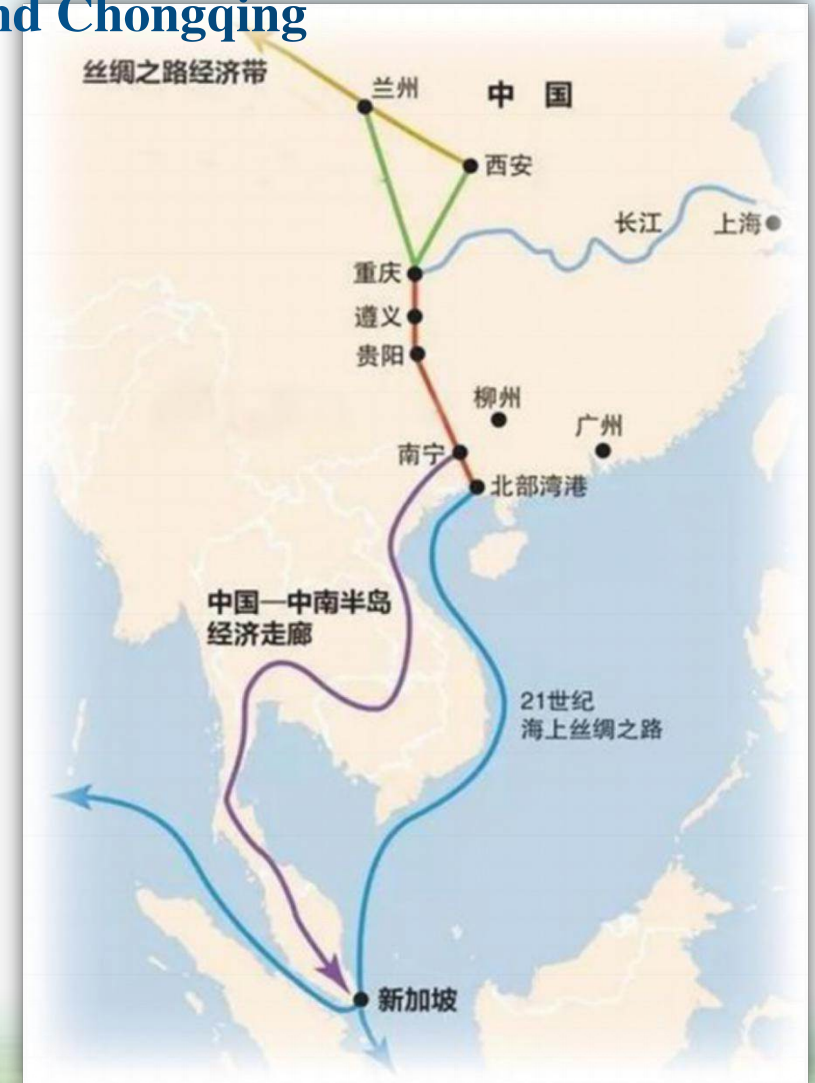 nd Chongqing
丝绸之路经济带
兰州
中 国
西安
长江
上海
重庆
遵义
贵阳
柳州
广州
南宁
北部湾港
中国—中南半岛
经济走廊
21世纪
海上丝绸之路
新加坡